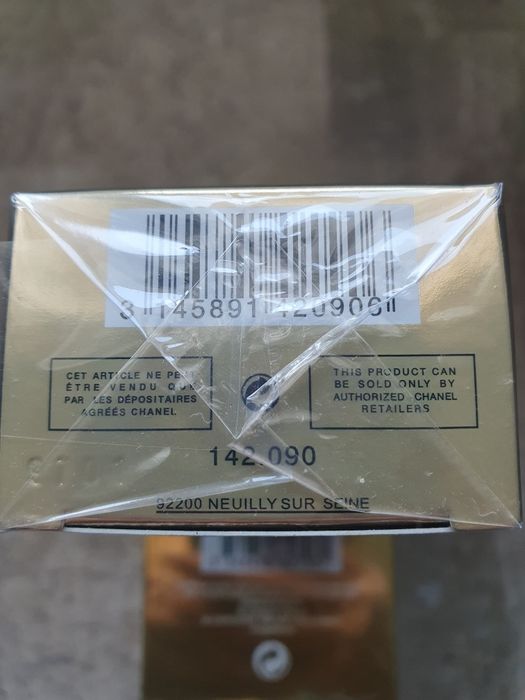 3 145891 420906
CET ARTICLE NE PEUT
ÊTRE VENDU QUE
PAR LES DÉPOSITAIRES
AGRÉÉS CHANEL
THIS PRODUCT CAN
BE SOLD ONLY BY
AUTHORIZED CHANEL
RETAILERS
142.090
92200 NEUILLY SUR SEINE